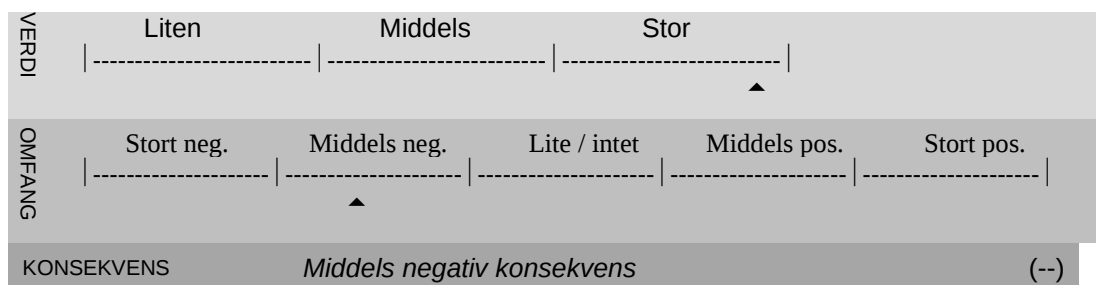 VERDI
Liten Middels Stor
|---------------------------|---------------------------|---------------------------|
OMFANG
Stort neg. Middels neg. Lite / intet Middels pos. Stort pos.
|----------------------|----------------------|----------------------|----------------------|----------------------|
KONSEKVENS Middels negativ konsekvens (--)